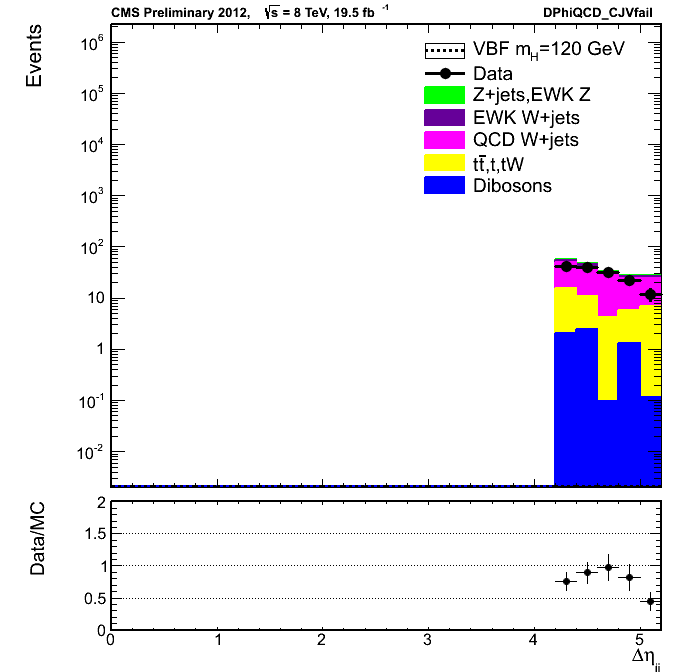 CMS Preliminary 2012, √s = 8 TeV, 19.5 fb⁻¹ DPhiQCD_CJVfail
Events
10⁶
10⁵
10⁴
10³
10²
10
1
10⁻¹
10⁻²
VBF m_H=120 GeV
Data
Z+jets,EWK Z
EWK W+jets
QCD W+jets
tt̄,t,tW
Dibosons
Data/MC
2
1.5
1
0.5
0
0 1 2 3 4 5
Δη_jj